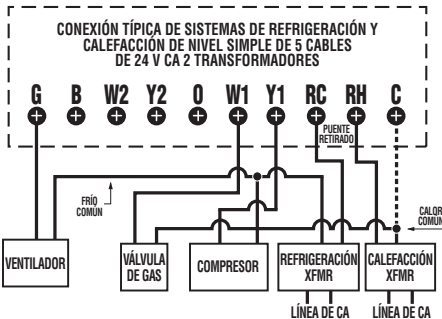 CONEXIÓN TÍPICA DE SISTEMAS DE REFRIGERACIÓN Y
CALEFACCIÓN DE NIVEL SIMPLE DE 5 CABLES
DE 24 V CA 2 TRANSFORMADORES
G B W2 Y2 O W1 Y1 RC RH C
PUENTE
RETIRADO
FRÍO
COMÚN
CALOR
COMÚN
VENTILADOR
VÁLVULA
DE GAS
COMPRESOR
REFRIGERACIÓN
XFMR
CALEFACCIÓN
XFMR
LÍNEA DE CA
LÍNEA DE CA